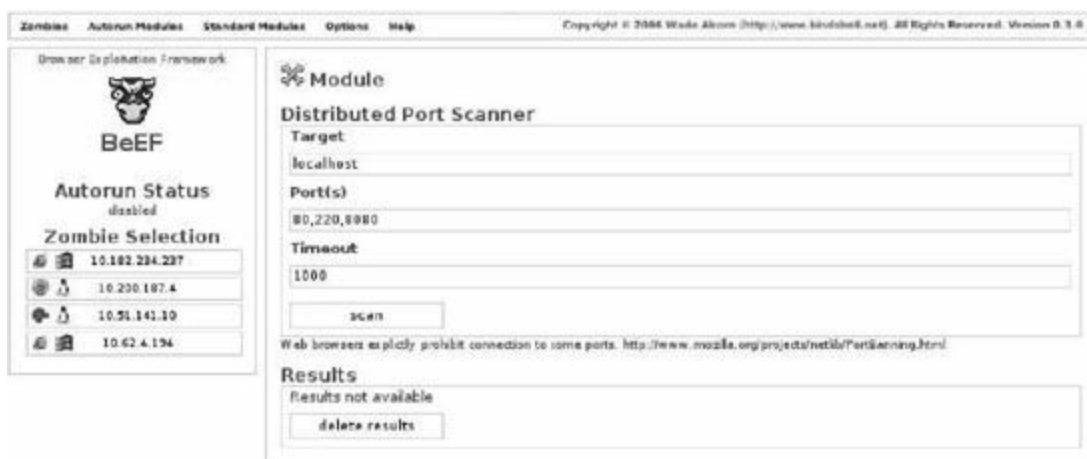 Zombies Autorun Modules Standard Modules Options Help
Copyright © 2006 Wade Alcorn (http://www.bindshell.net). All Rights Reserved. Version 0.3.0
Browser Exploitation Framework
BeEF
Autorun Status
disabled
Zombie Selection
10.182.234.237
10.200.187.4
10.51.141.10
10.62.4.194
Module
Distributed Port Scanner
Target
localhost
Port(s)
80,220,8080
Timeout
1000
scan
Web browsers explictly prohibit connection to some ports. http://www.mozilla.org/projects/netlib/PortBanning.html
Results
Results not available
delete results